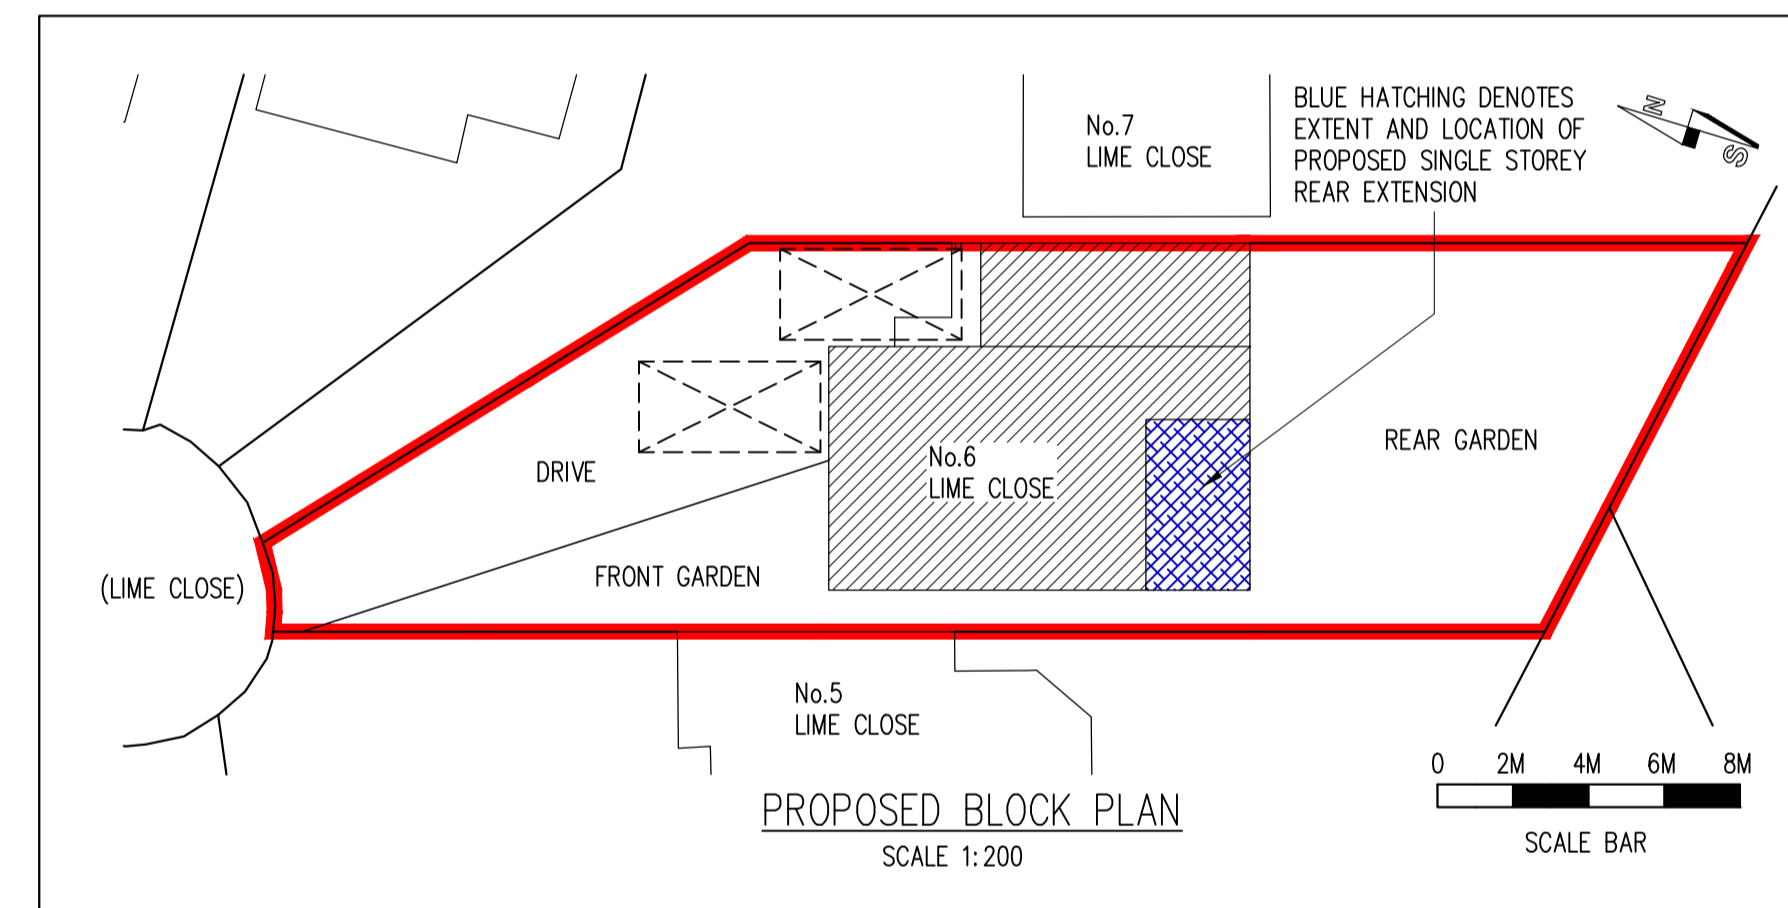 No.7
LIME CLOSE
BLUE HATCHING DENOTES
EXTENT AND LOCATION OF
PROPOSED SINGLE STOREY
REAR EXTENSION
N
S
DRIVE
No.6
LIME CLOSE
REAR GARDEN
FRONT GARDEN
(LIME CLOSE)
No.5
LIME CLOSE
0 2M 4M 6M 8M
SCALE BAR
PROPOSED BLOCK PLAN
SCALE 1:200